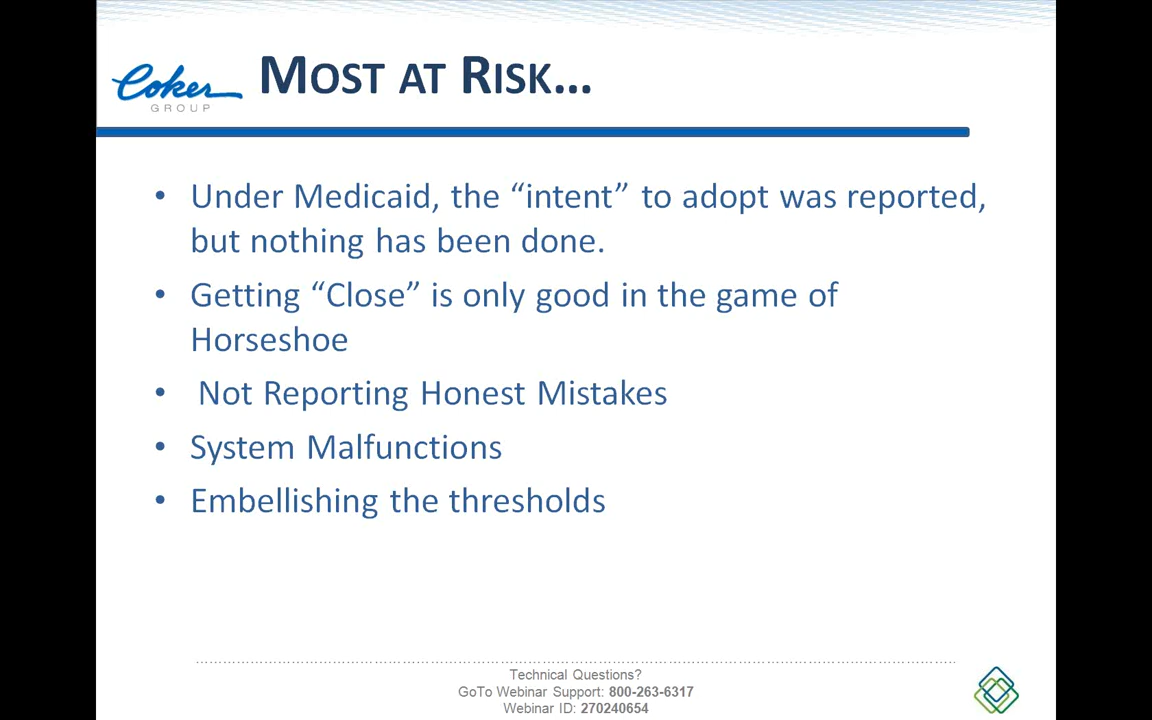 Coker
GROUP
MOST AT RISK...
• Under Medicaid, the “intent” to adopt was reported,
but nothing has been done.
• Getting “Close” is only good in the game of
Horseshoe
• Not Reporting Honest Mistakes
• System Malfunctions
• Embellishing the thresholds
Technical Questions?
GoTo Webinar Support: 800-263-6317
Webinar ID: 270240654